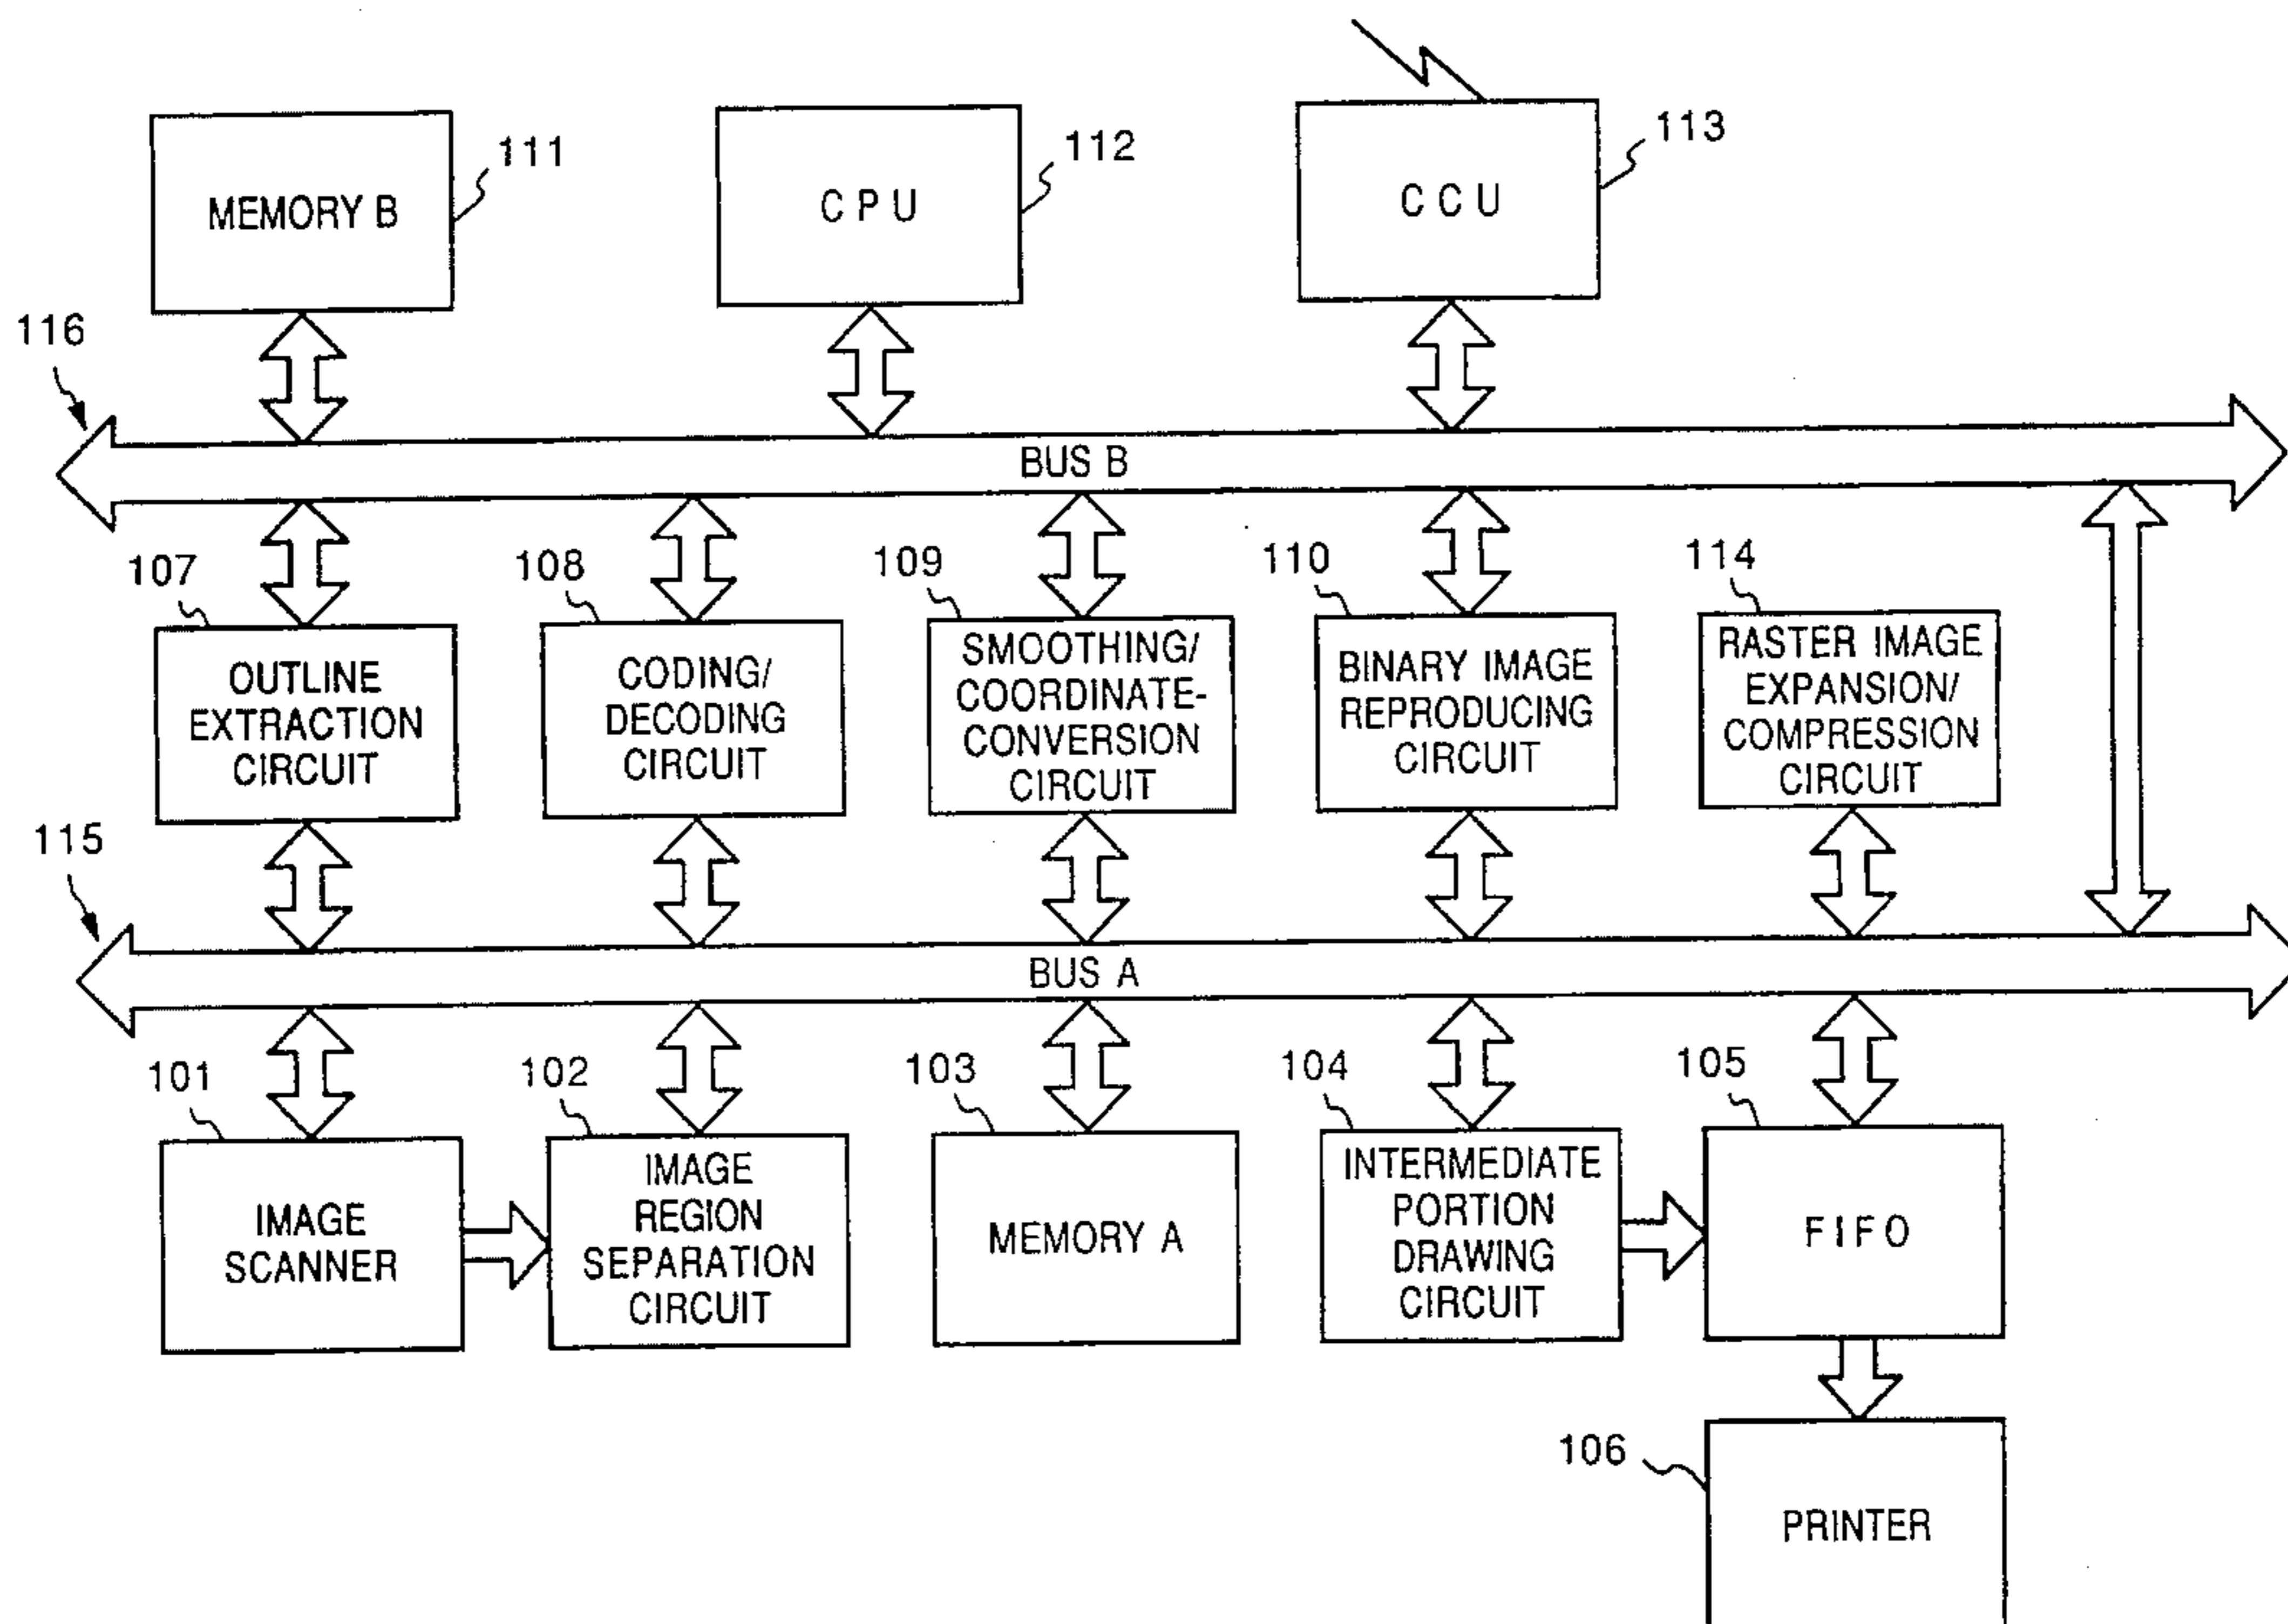 111
MEMORY B
112
CPU
113
CCU
116
BUS B
107
OUTLINE
EXTRACTION
CIRCUIT
108
CODING/
DECODING
CIRCUIT
109
SMOOTHING/
COORDINATE-
CONVERSION
CIRCUIT
110
BINARY IMAGE
REPRODUCING
CIRCUIT
114
RASTER IMAGE
EXPANSION/
COMPRESSION
CIRCUIT
115
BUS A
101
IMAGE
SCANNER
102
IMAGE
REGION
SEPARATION
CIRCUIT
103
MEMORY A
104
INTERMEDIATE
PORTION
DRAWING
CIRCUIT
105
FIFO
106
PRINTER